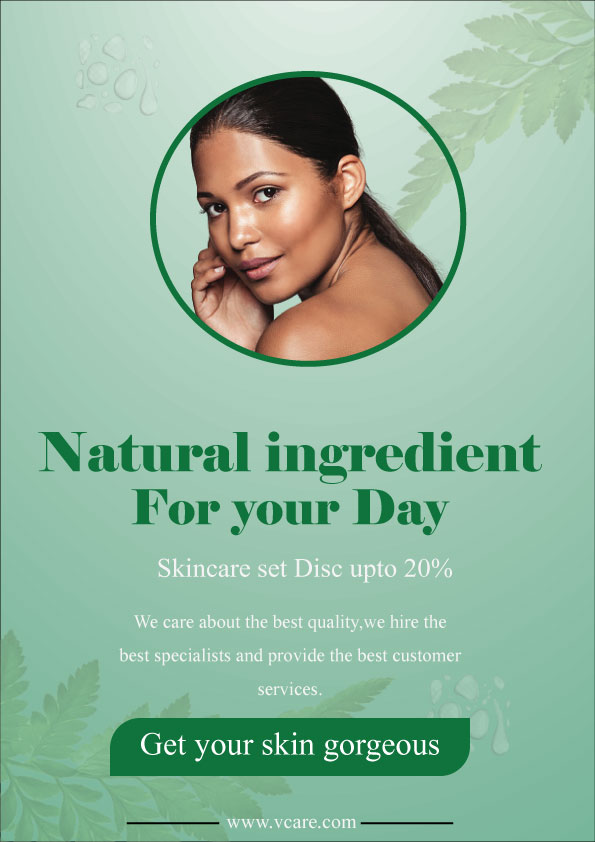 Natural ingredient
For your Day
Skincare set Disc upto 20%
We care about the best quality,we hire the
best specialists and provide the best customer
services.
Get your skin gorgeous
www.vcare.com